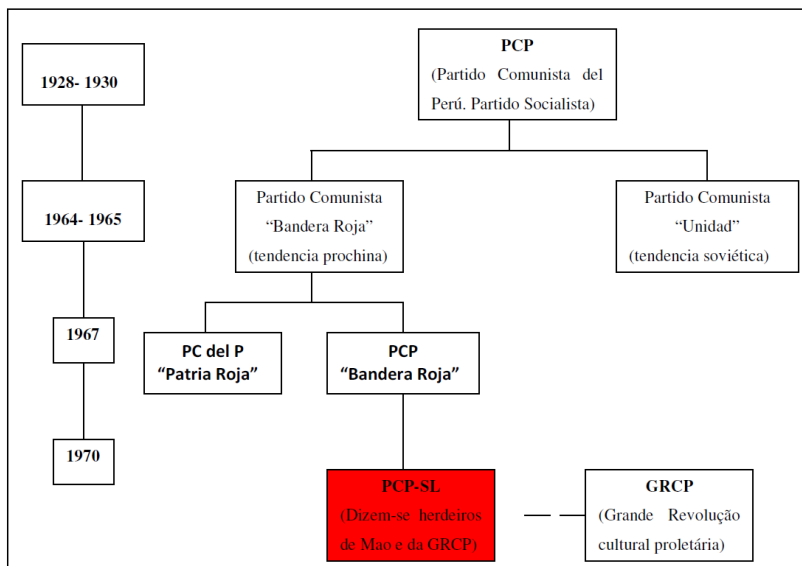 1928- 1930
PCP
(Partido Comunista del
Perú. Partido Socialista)
1964- 1965
Partido Comunista
“Bandera Roja”
(tendencia prochina)
Partido Comunista
“Unidad”
(tendencia soviética)
1967
PC del P
“Patria Roja”
PCP
“Bandera Roja”
1970
PCP-SL
(Dizem-se herdeiros
de Mao e da GRCP)
GRCP
(Grande Revolução
cultural proletária)